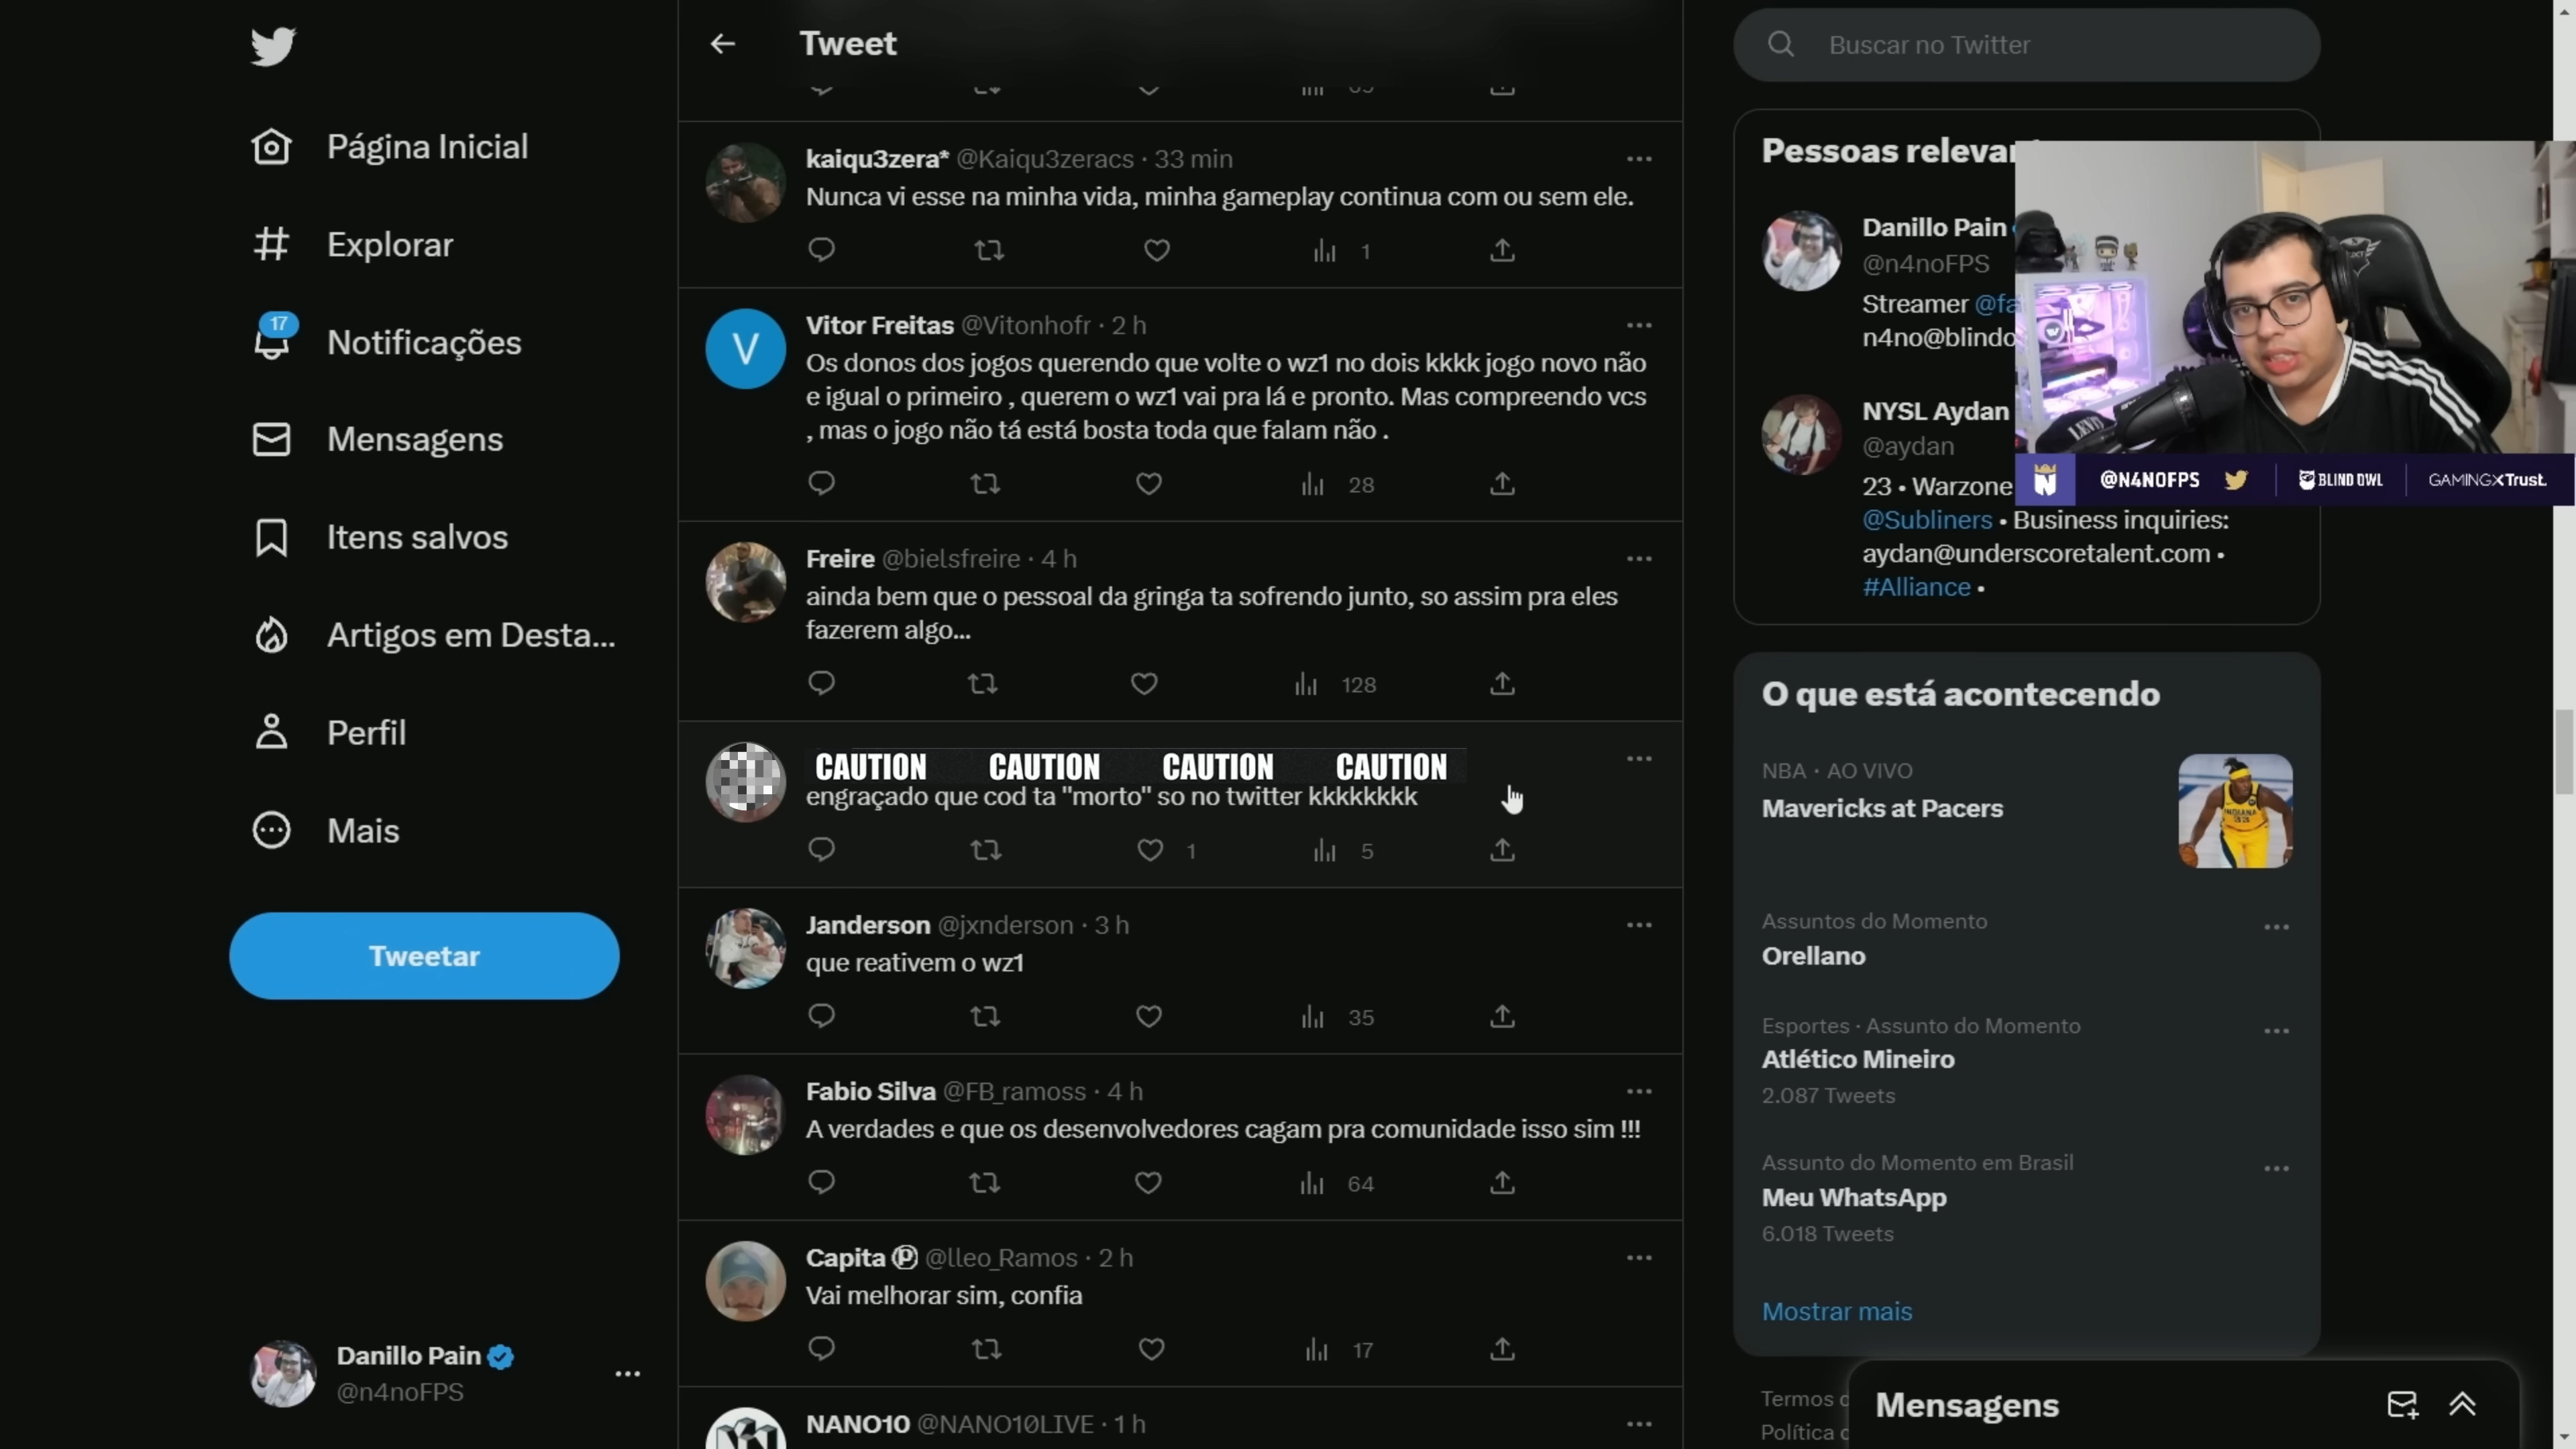 Tweet
Buscar no Twitter
Página Inicial
Explorar
17
Notificações
Mensagens
Itens salvos
Artigos em Desta...
Perfil
Mais
Tweetar
Danillo Pain
@n4noFPS
kaiqu3zera* @Kaiqu3zeracs · 33 min
Nunca vi esse na minha vida, minha gameplay continua com ou sem ele.
1
V
Vitor Freitas @Vitonhofr · 2 h
Os donos dos jogos querendo que volte o wz1 no dois kkkk jogo novo não
e igual o primeiro , querem o wz1 vai pra lá e pronto. Mas compreendo vcs
, mas o jogo não tá está bosta toda que falam não .
28
Freire @bielsfreire · 4 h
ainda bem que o pessoal da gringa ta sofrendo junto, so assim pra eles
fazerem algo...
128
CAUTION CAUTION CAUTION CAUTION
engraçado que cod ta "morto" so no twitter kkkkkkkk
1 5
Janderson @jxnderson · 3 h
que reativem o wz1
35
Fabio Silva @FB_ramoss · 4 h
A verdades e que os desenvolvedores cagam pra comunidade isso sim !!!
64
Capita Ⓟ @lleo_Ramos · 2 h
Vai melhorar sim, confia
17
NANO10 @NANO10LIVE · 1 h
Pessoas relevan
Danillo Pain
@n4noFPS
Streamer @fa
n4no@blindo
NYSL Aydan
@aydan
23 • Warzone
@Subliners • Business inquiries:
aydan@underscoretalent.com •
#Alliance •
@N4NOFPS BLIND OWL GAMINGXTrust.
O que está acontecendo
NBA · AO VIVO
Mavericks at Pacers
INDIANA
33
Assuntos do Momento
Orellano
Esportes · Assunto do Momento
Atlético Mineiro
2.087 Tweets
Assunto do Momento em Brasil
Meu WhatsApp
6.018 Tweets
Mostrar mais
Termos
Política
Mensagens